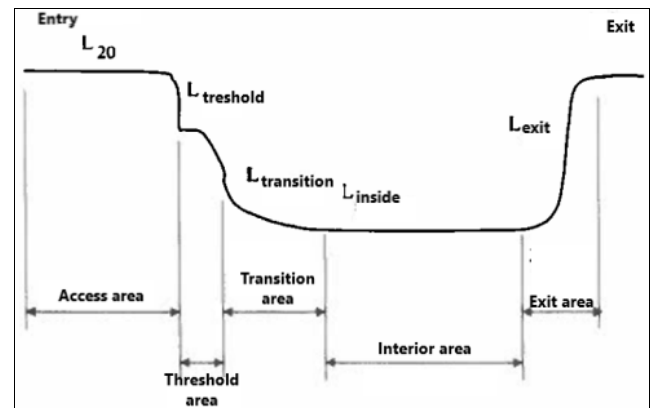 Entry
Exit
L 20
L treshold
L exit
L transition
L inside
Transition
area
Access area
Exit area
Interior area
Threshold
area